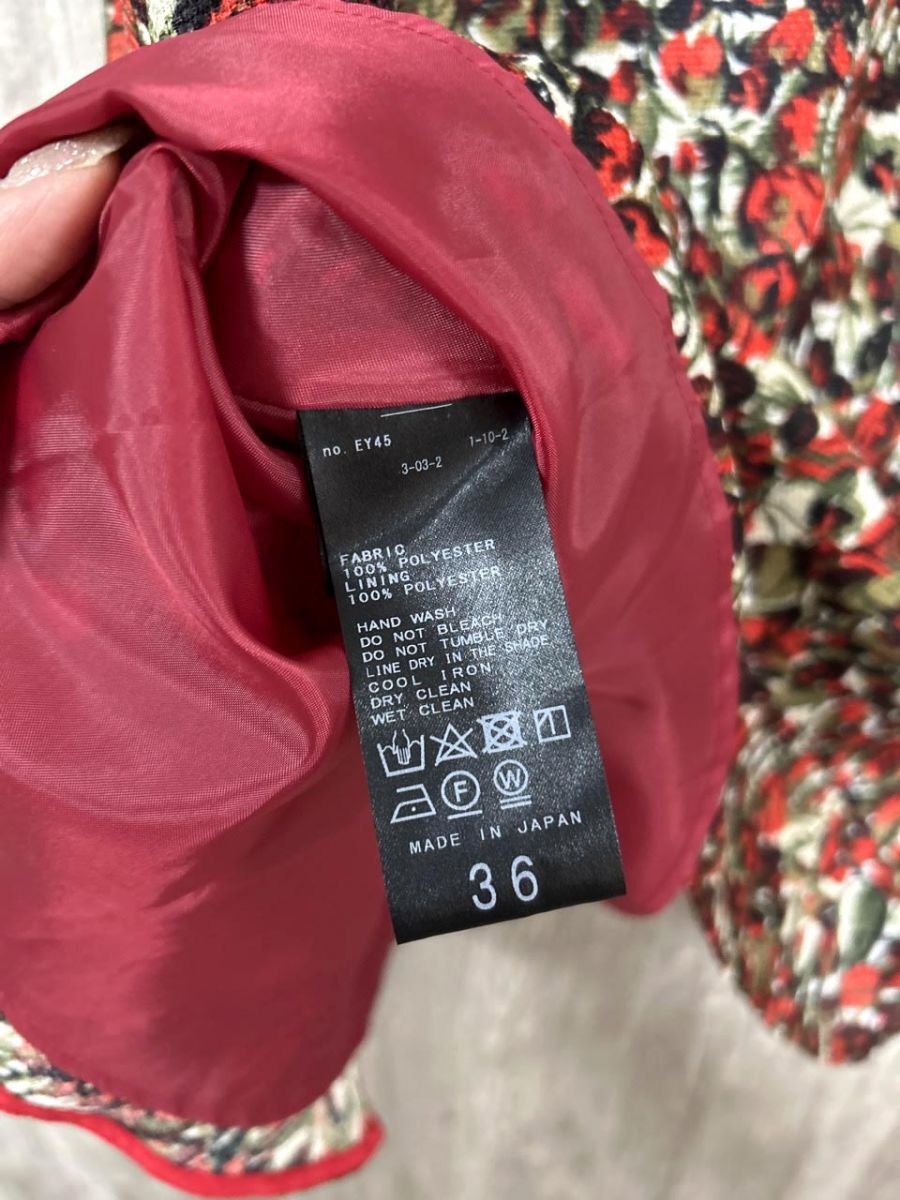 no. EY45 1-10-2
3-03-2
FABRIC
100% POLYESTER
LINING
100% POLYESTER
HAND WASH
DO NOT BLEACH
DO NOT TUMBLE DRY
LINE DRY IN THE SHADE
COOL IRON
DRY CLEAN
WET CLEAN
F W
MADE IN JAPAN
36